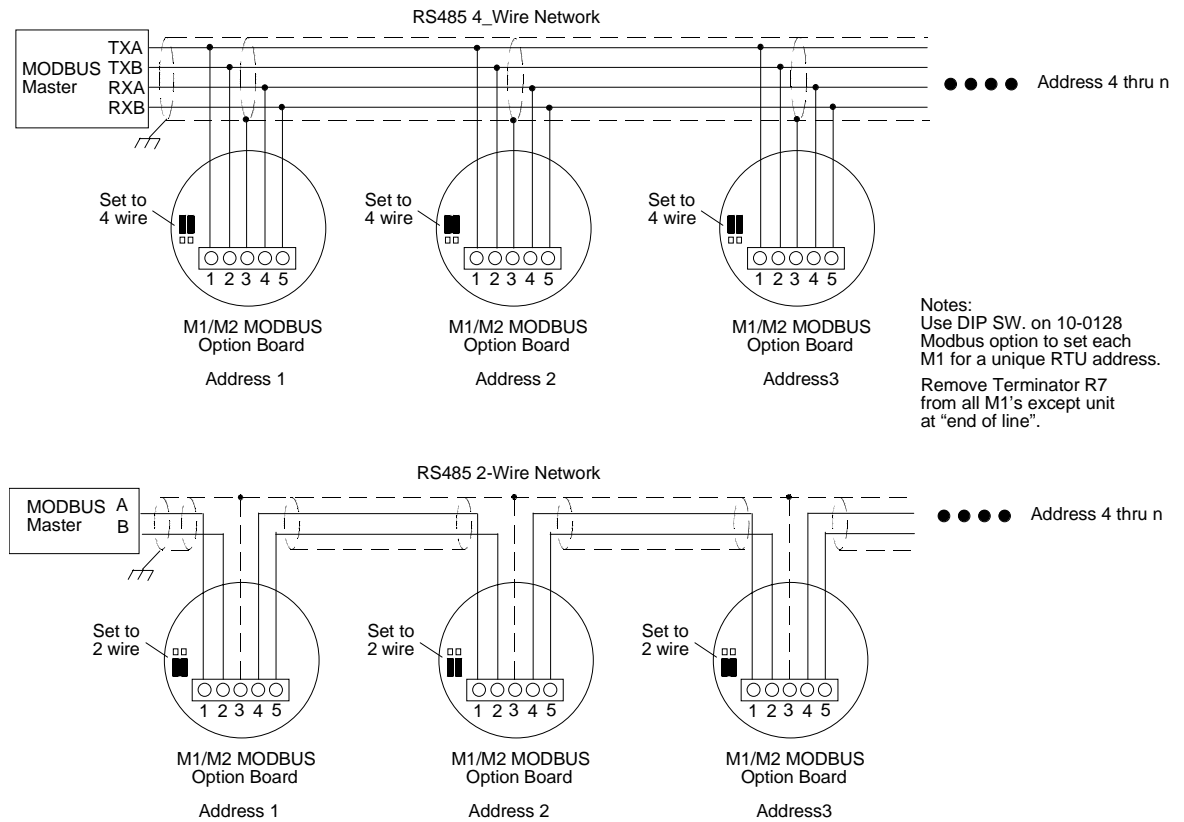 RS485 4_Wire Network
MODBUS Master
TXA
TXB
RXA
RXB
Address 4 thru n
Set to
4 wire
Set to
4 wire
Set to
4 wire
1 2 3 4 5
1 2 3 4 5
1 2 3 4 5
M1/M2 MODBUS
Option Board
Address 1
M1/M2 MODBUS
Option Board
Address 2
M1/M2 MODBUS
Option Board
Address3
Notes:
Use DIP SW. on 10-0128
Modbus option to set each
M1 for a unique RTU address.
Remove Terminator R7
from all M1's except unit
at “end of line”.
RS485 2-Wire Network
MODBUS
Master
A
B
Address 4 thru n
Set to
2 wire
Set to
2 wire
Set to
2 wire
1 2 3 4 5
1 2 3 4 5
1 2 3 4 5
M1/M2 MODBUS
Option Board
Address 1
M1/M2 MODBUS
Option Board
Address 2
M1/M2 MODBUS
Option Board
Address3